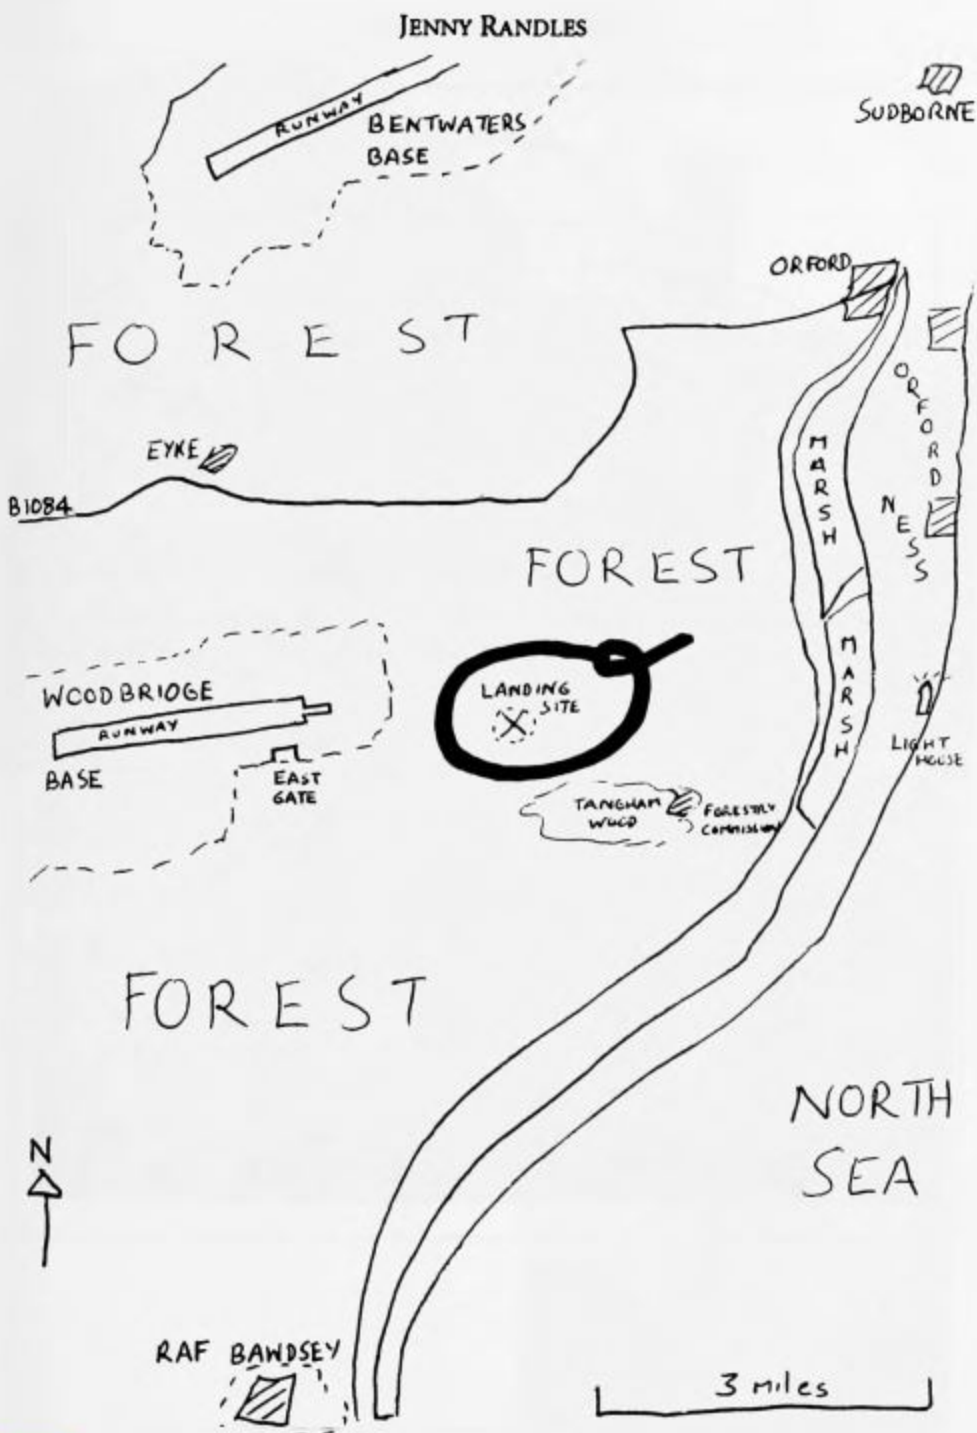 JENNY RANDLES
RUNWAY
BENTWATERS
BASE
SUDBORNE
ORFORD
FOREST
ORFORD
NESS
EYKE
MARSH
B1084
FOREST
WOODBRIDGE
RUNWAY
BASE
EAST
GATE
LANDING
SITE
MARSH
LIGHT
HOUSE
TANGHAM
WOOD
FORESTRY
COMMISSION
FOREST
NORTH
SEA
N
RAF BAWDSEY
3 miles